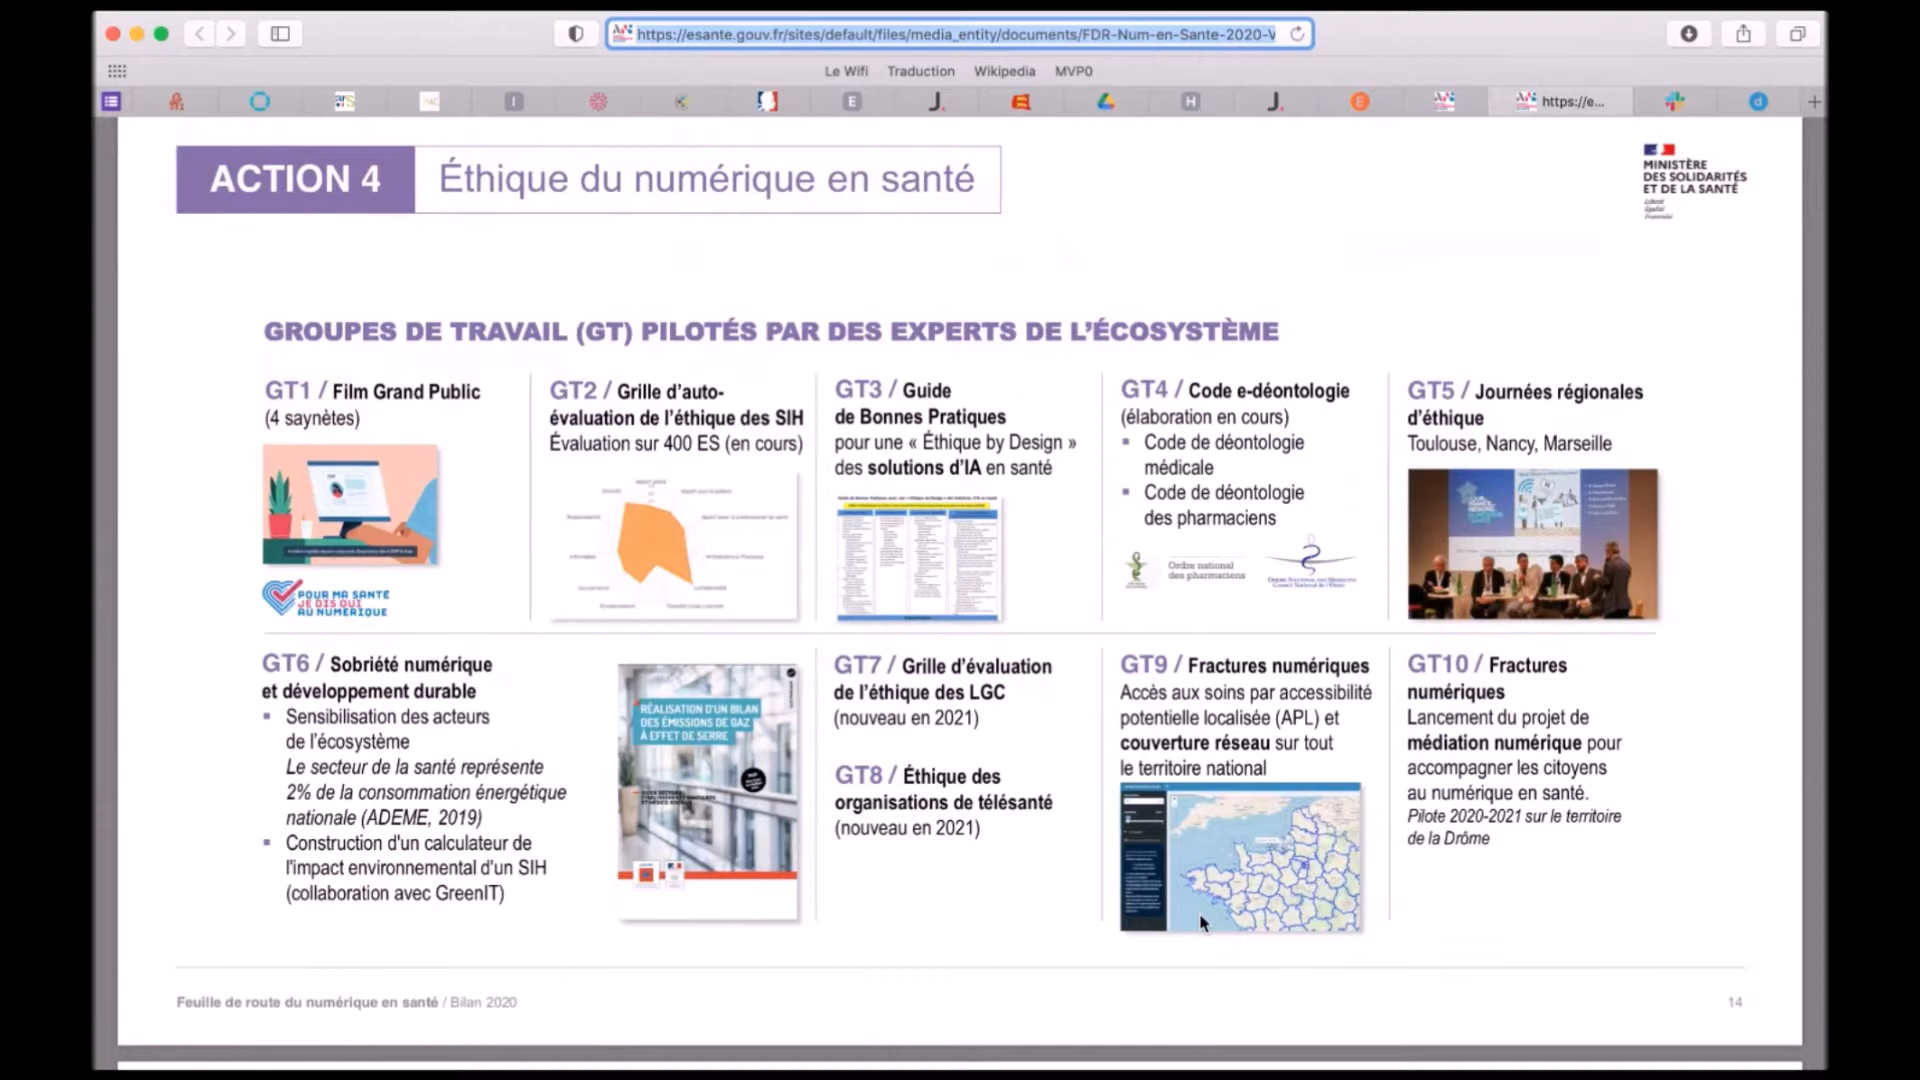 https://esante.gouv.fr/sites/default/files/media_entity/documents/FDR-Num-en-Sante-2020-V
Le Wifi Traduction Wikipedia MVP0
https://e...
ACTION 4 Éthique du numérique en santé
MINISTÈRE
DES SOLIDARITÉS
ET DE LA SANTÉ
Liberté
Égalité
Fraternité
GROUPES DE TRAVAIL (GT) PILOTÉS PAR DES EXPERTS DE L'ÉCOSYSTÈME
GT1 / Film Grand Public
(4 saynètes)
POUR MA SANTÉ
JE DIS OUI
AU NUMÉRIQUE
GT2 / Grille d'auto-
évaluation de l'éthique des SIH
Évaluation sur 400 ES (en cours)
GT3 / Guide
de Bonnes Pratiques
pour une « Éthique by Design »
des solutions d'IA en santé
GT4 / Code e-déontologie
(élaboration en cours)
▪ Code de déontologie
médicale
▪ Code de déontologie
des pharmaciens
Ordre national
des pharmaciens
ORDRE NATIONAL DES MÉDECINS
Conseil National de l'Ordre
GT5 / Journées régionales
d'éthique
Toulouse, Nancy, Marseille
GT6 / Sobriété numérique
et développement durable
▪ Sensibilisation des acteurs
de l'écosystème
Le secteur de la santé représente
2% de la consommation énergétique
nationale (ADEME, 2019)
▪ Construction d'un calculateur de
l'impact environnemental d'un SIH
(collaboration avec GreenIT)
RÉALISATION D'UN BILAN
DES ÉMISSIONS DE GAZ
À EFFET DE SERRE
GT7 / Grille d'évaluation
de l'éthique des LGC
(nouveau en 2021)
GT8 / Éthique des
organisations de télésanté
(nouveau en 2021)
GT9 / Fractures numériques
Accès aux soins par accessibilité
potentielle localisée (APL) et
couverture réseau sur tout
le territoire national
GT10 / Fractures
numériques
Lancement du projet de
médiation numérique pour
accompagner les citoyens
au numérique en santé.
Pilote 2020-2021 sur le territoire
de la Drôme
Feuille de route du numérique en santé / Bilan 2020
14